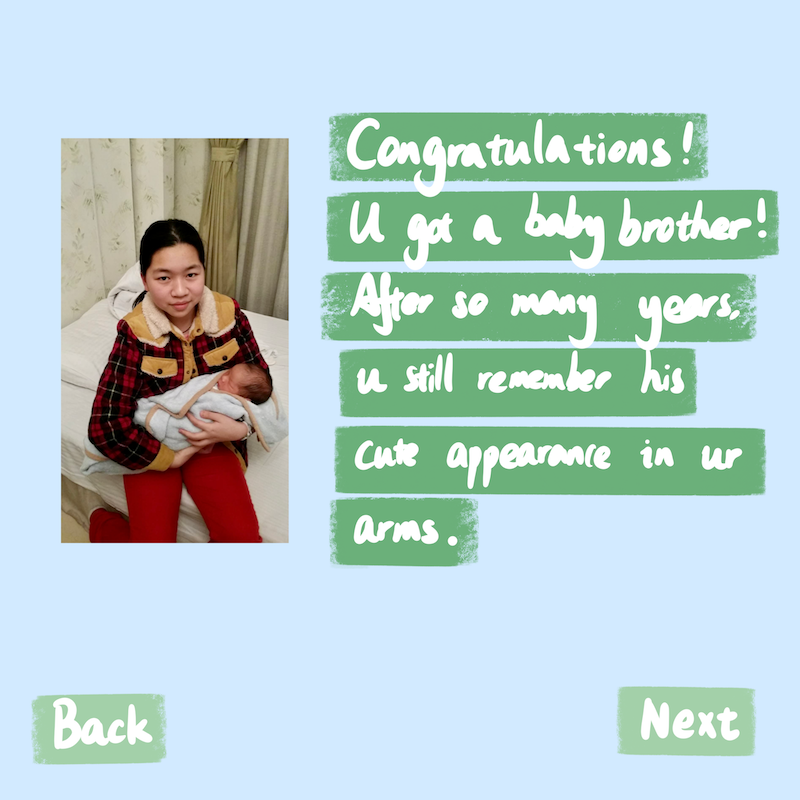 Congratulations!
U got a baby brother!
After so many years,
u still remember his
cute appearance in ur
arms.
Back
Next